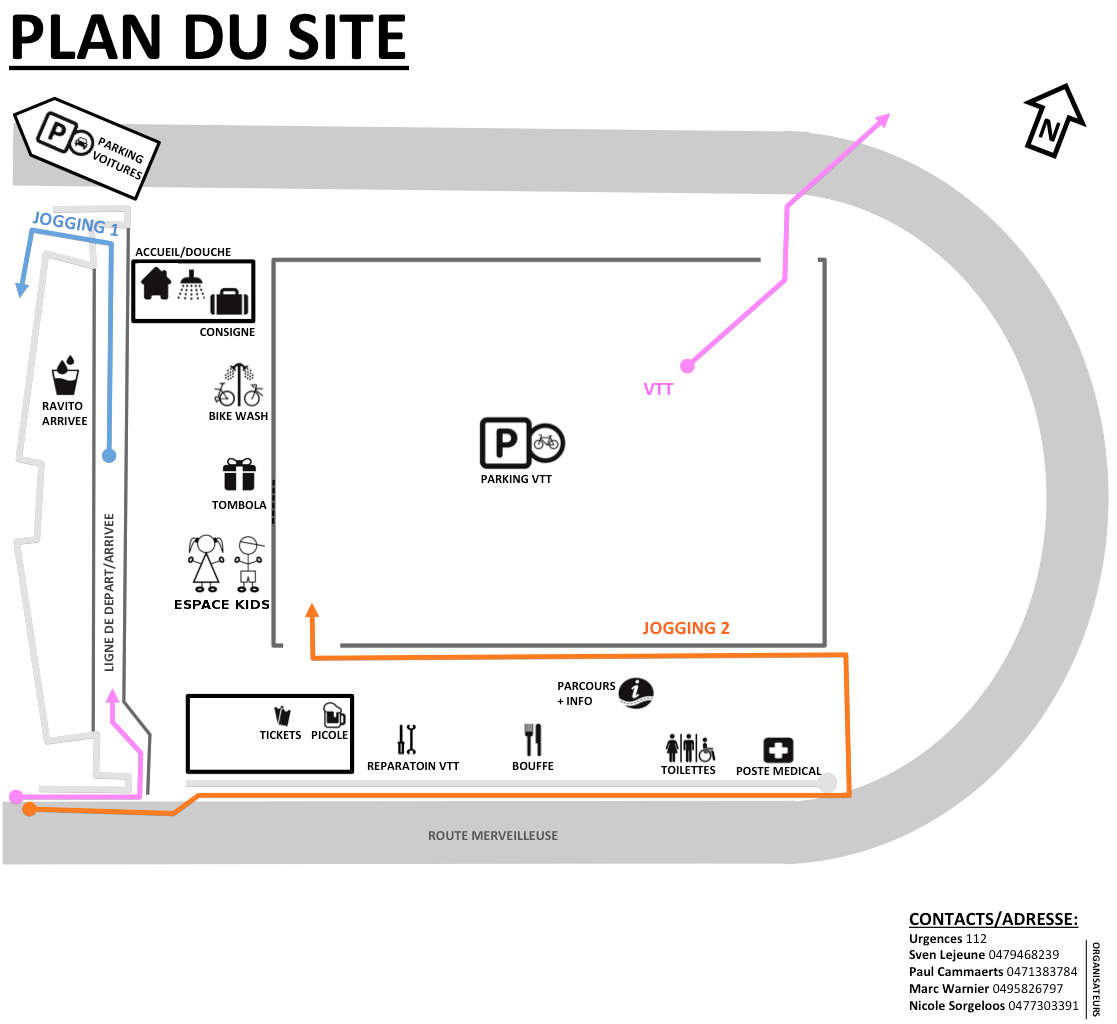 PLAN DU SITE
P
PARKING
VOITURES
N
JOGGING 1
ACCUEIL/DOUCHE
CONSIGNE
RAVITO
ARRIVEE
BIKE WASH
VTT
P
PARKING VTT
TOMBOLA
LIGNE DE DEPART/ARRIVEE
ESPACE KIDS
JOGGING 2
PARCOURS
+ INFO
i
TICKETS
PICOLE
REPARATOIN VTT
BOUFFE
TOILETTES
POSTE MEDICAL
ROUTE MERVEILLEUSE
CONTACTS/ADRESSE:
Urgences 112
Sven Lejeune 0479468239
Paul Cammaerts 0471383784
Marc Warnier 0495826797
Nicole Sorgeloos 0477303391
ORGANISATEURS